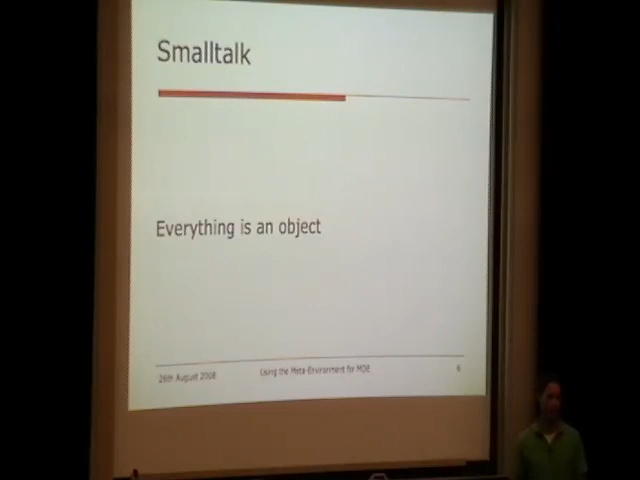 Smalltalk
Everything is an object
26th August 2008
Using the Meta-Environment for MDE
6